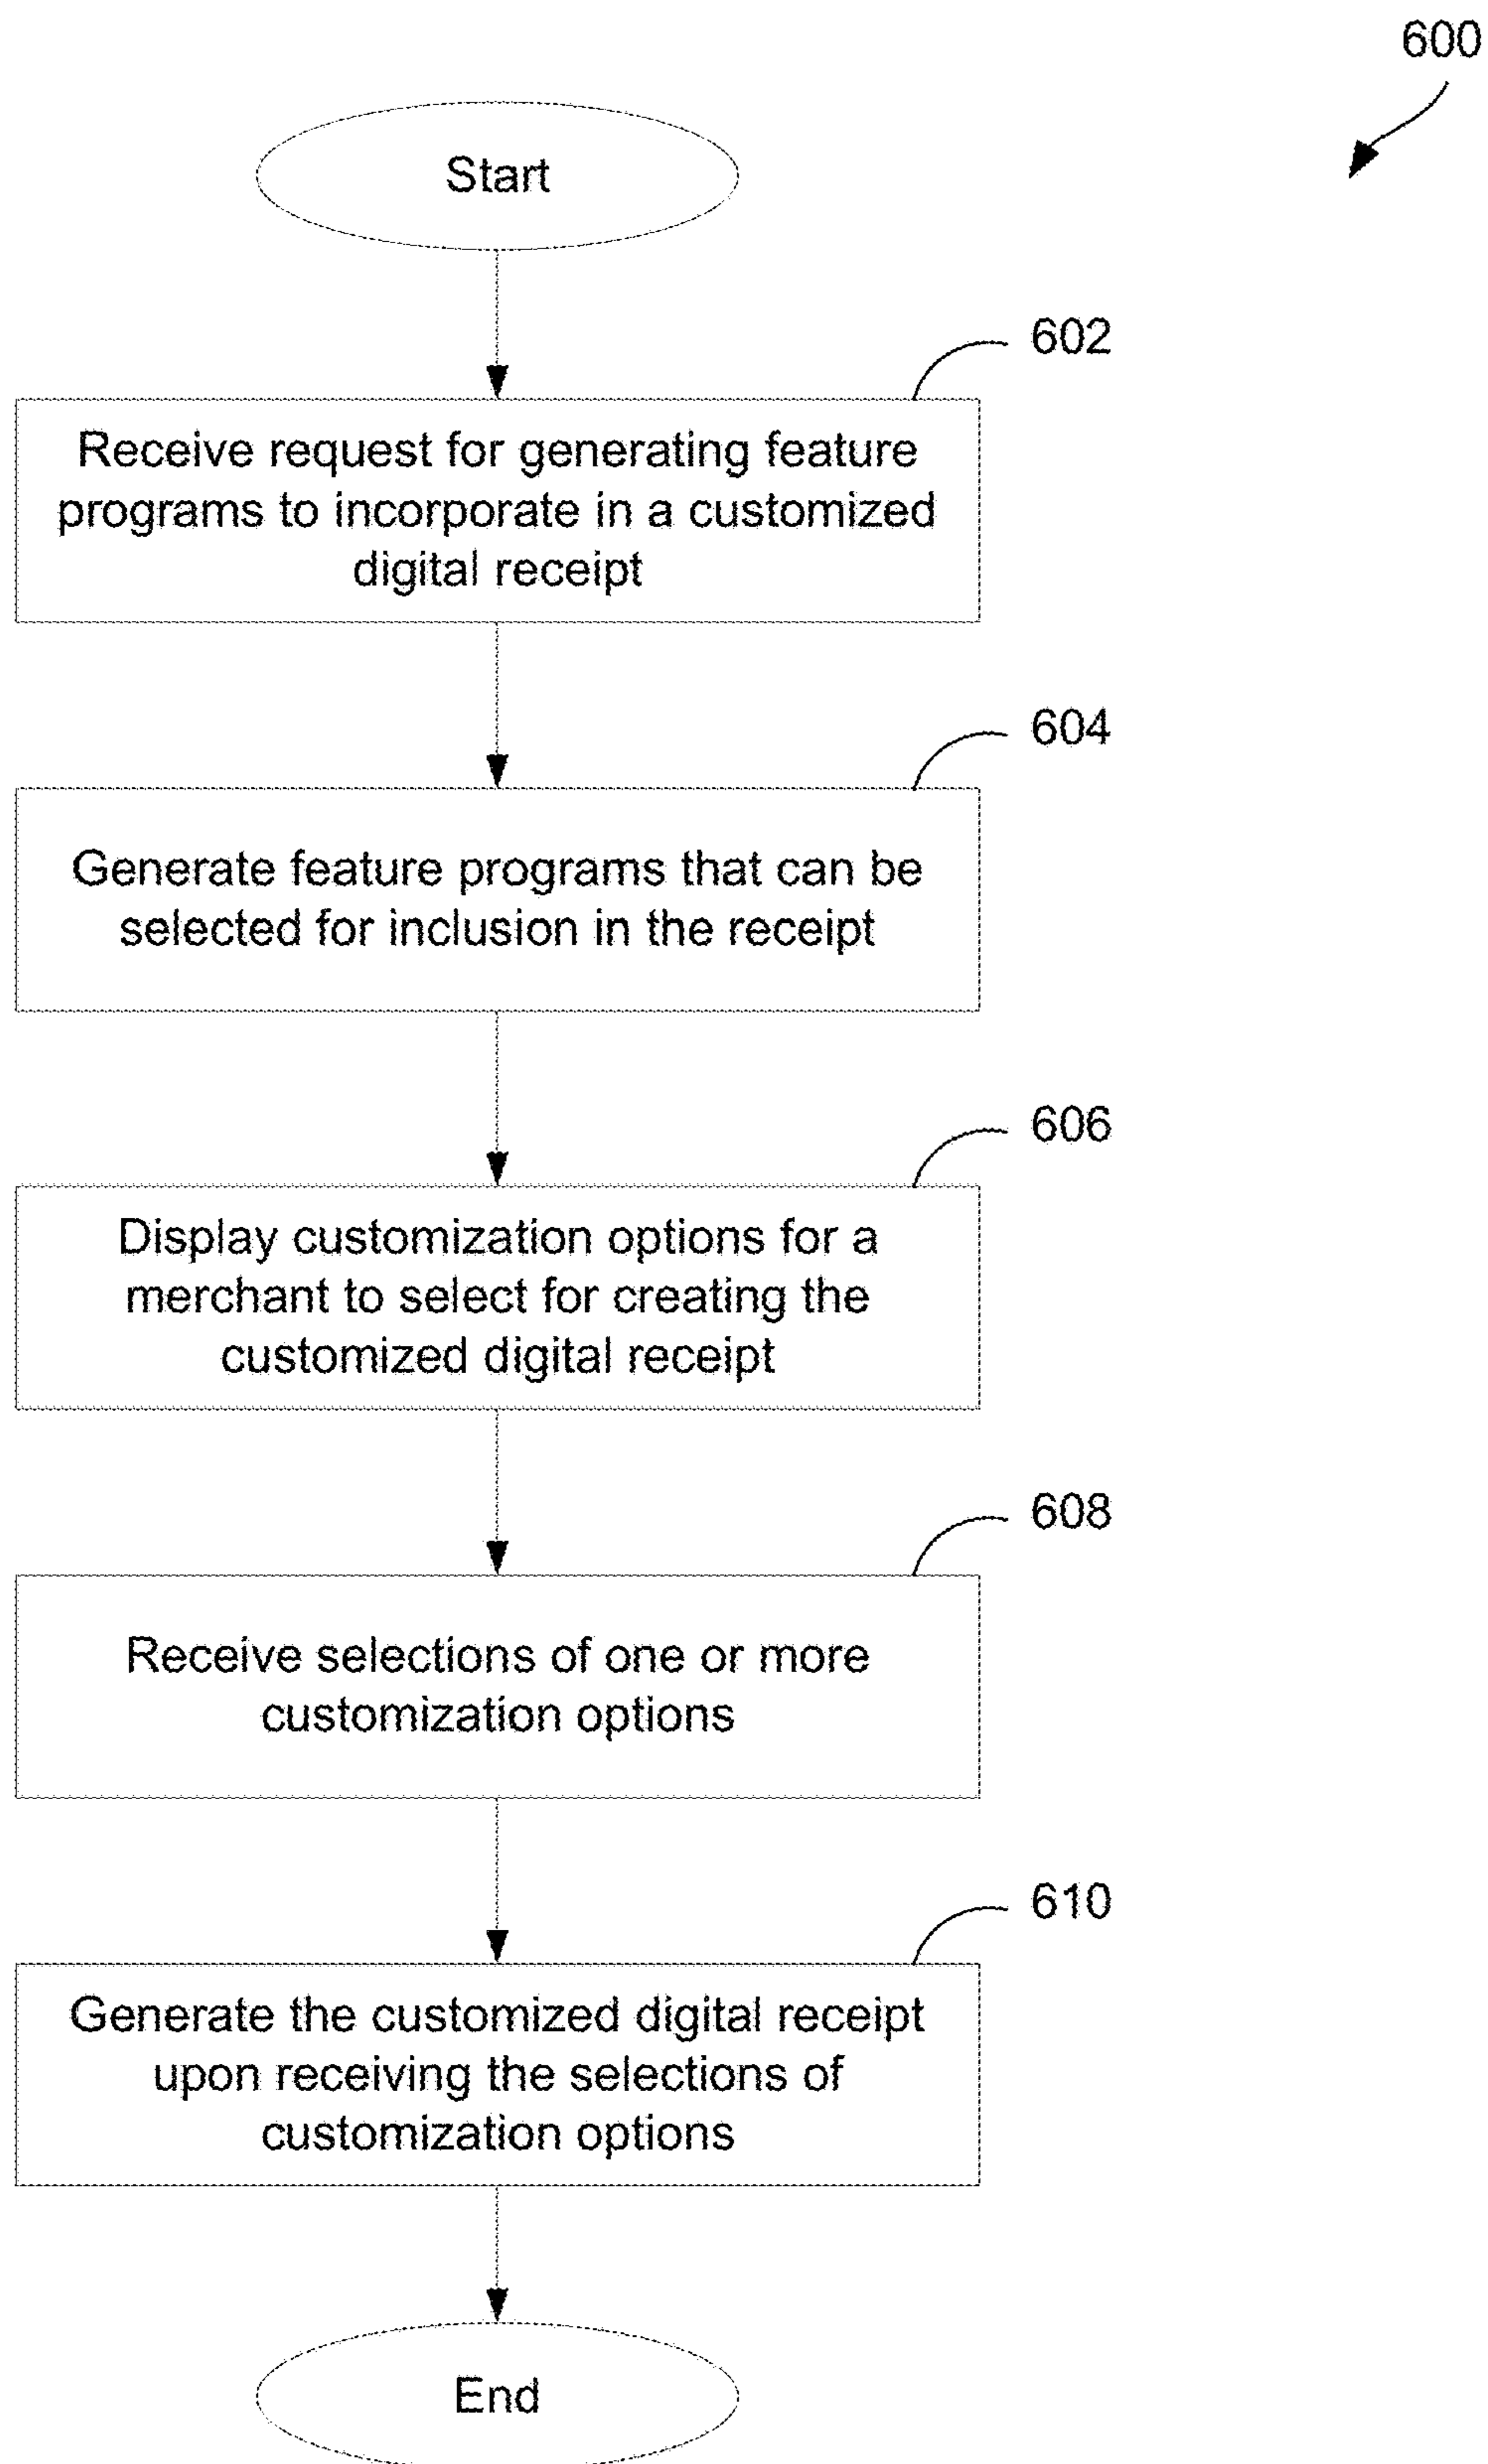 600
Start
602
Receive request for generating feature
programs to incorporate in a customized
digital receipt
604
Generate feature programs that can be
selected for inclusion in the receipt
606
Display customization options for a
merchant to select for creating the
customized digital receipt
608
Receive selections of one or more
customization options
610
Generate the customized digital receipt
upon receiving the selections of
customization options
End